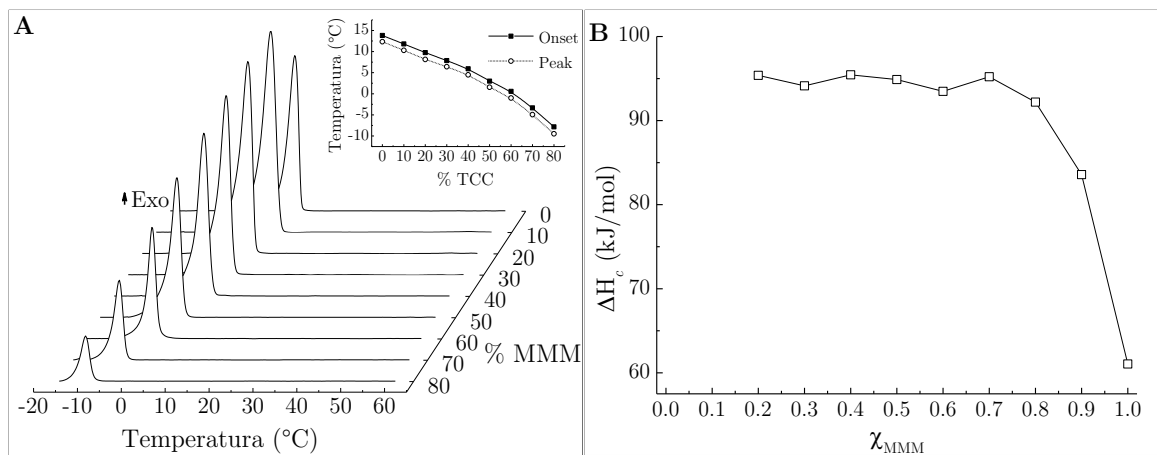 A
Temperatura (°C)
15
10
5
0
-5
-10
Onset
Peak
0 10 20 30 40 50 60 70 80
% TCC
Exo
0
10
20
30
40
50
60
70
80
% MMM
-20 -10 0 10 20 30 40 50 60
Temperatura (°C)
B
100
90
80
70
60
ΔHc (kJ/mol)
0.0 0.1 0.2 0.3 0.4 0.5 0.6 0.7 0.8 0.9 1.0
χMMM